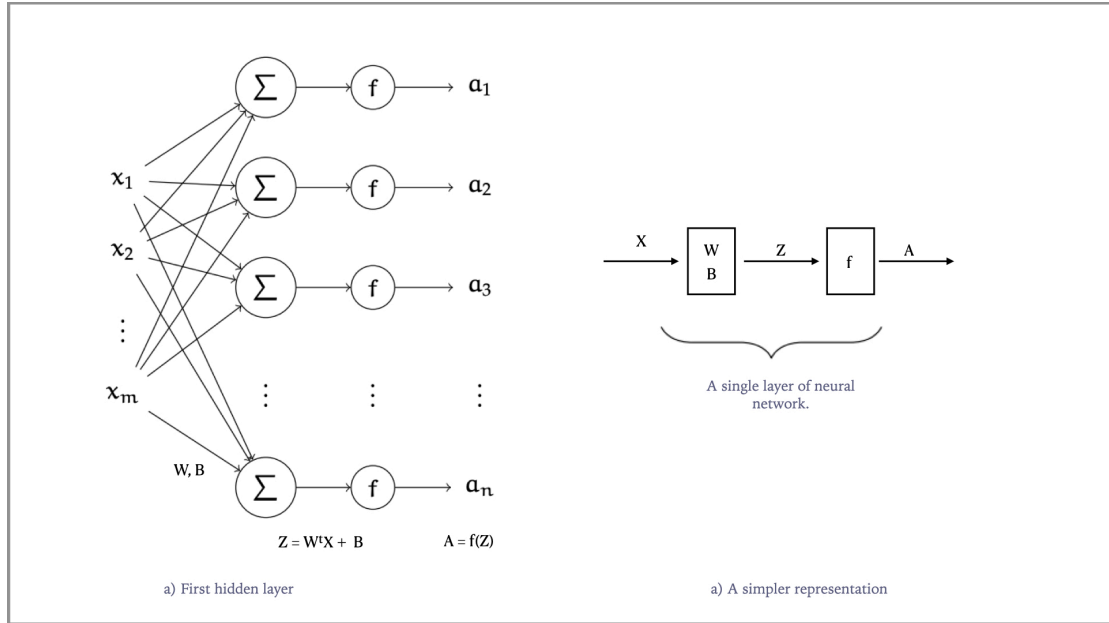 Σ f a₁
x₁ Σ f a₂
x₂ Σ f a₃
⋮
xₘ ⋮ ⋮ ⋮
W, B
Σ f aₙ
Z = WᵗX + B A = f(Z)
a) First hidden layer
X W Z f A
B
A single layer of neural
network.
a) A simpler representation